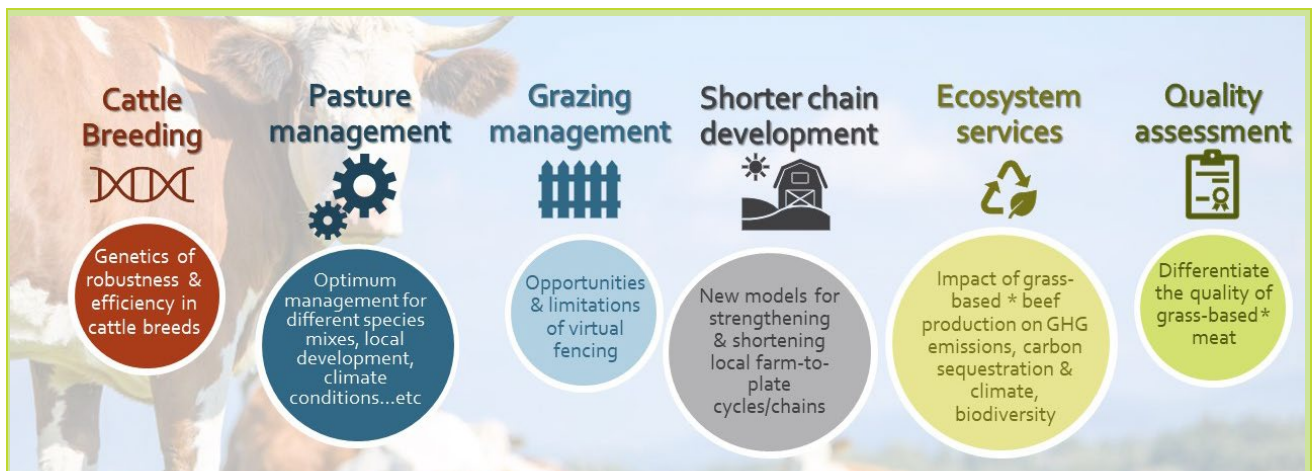 Cattle
Breeding
Genetics of
robustness &
efficiency in
cattle breeds
Pasture
management
Optimum
management for
different species
mixes, local
development,
climate
conditions...etc
Grazing
management
Opportunities
& limitations
of virtual
fencing
Shorter chain
development
New models for
strengthening
& shortening
local farm-to-
plate
cycles/chains
Ecosystem
services
Impact of grass-
based * beef
production on GHG
emissions, carbon
sequestration &
climate,
biodiversity
Quality
assessment
Differentiate
the quality of
grass-based*
meat